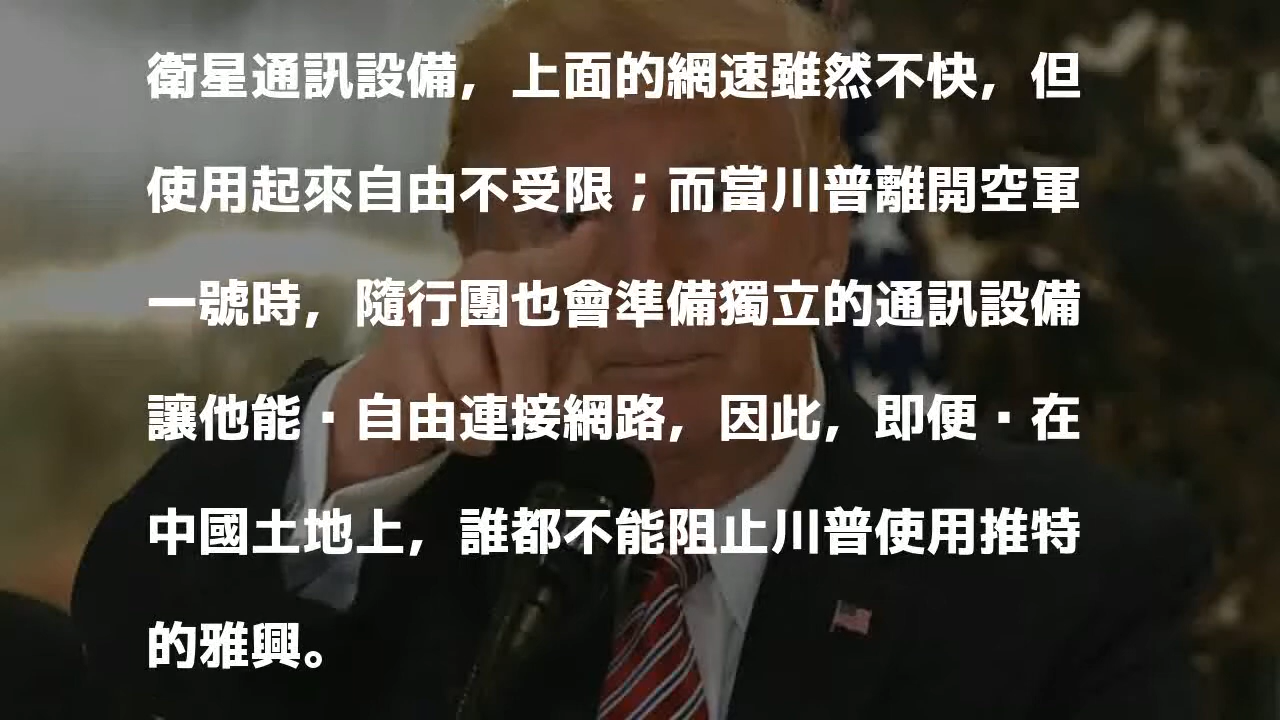 衛星通訊設備，上面的網速雖然不快，但
使用起來自由不受限；而當川普離開空軍
一號時，隨行團也會準備獨立的通訊設備
讓他能·自由連接網路，因此，即便·在
中國土地上，誰都不能阻止川普使用推特
的雅興。